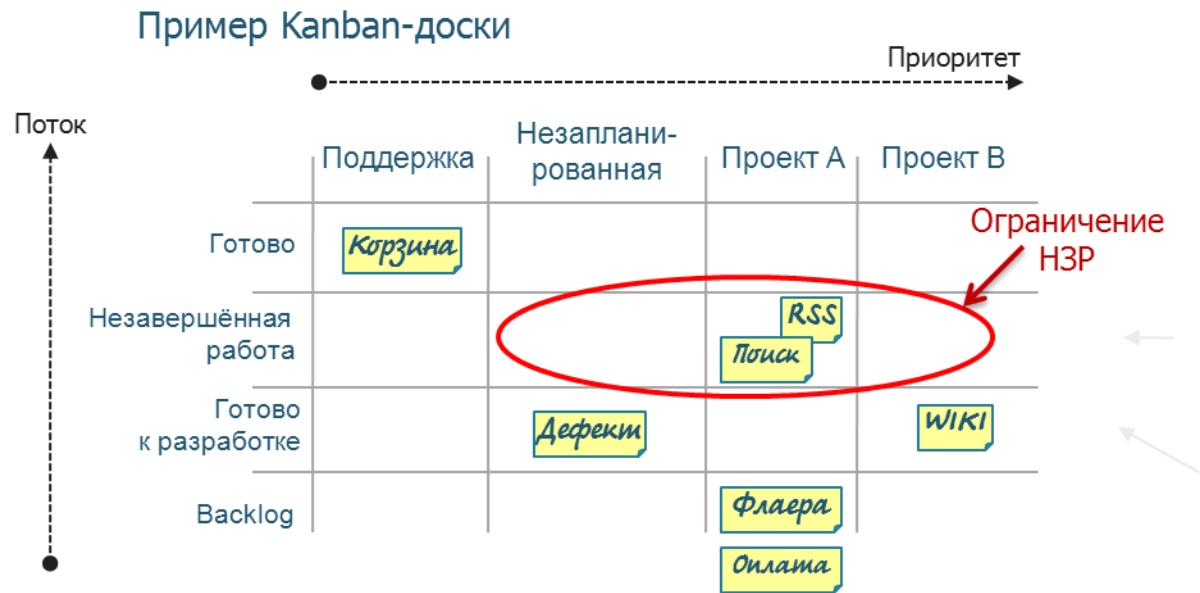 Пример Kanban-доски
Приоритет
Поток
Поддержка
Незаплани-
рованная
Проект А
Проект В
Готово
Корзина
Ограничение
НЗР
Незавершённая
работа
RSS
Поиск
Готово
к разработке
Дефект
WIKI
Backlog
Флаера
Оплата